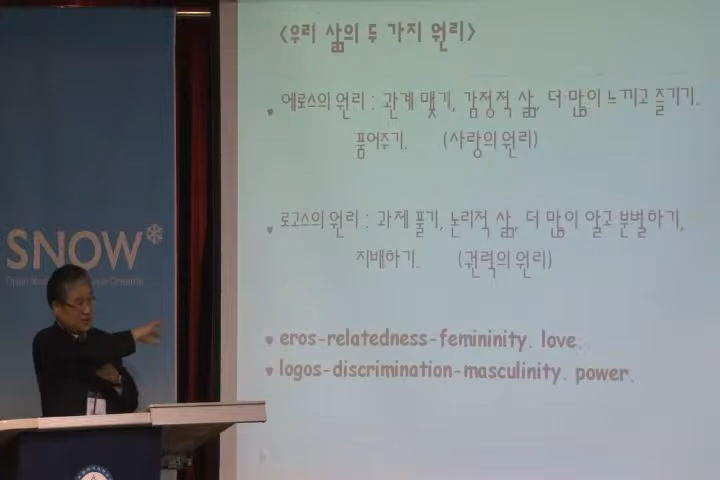 <우리 삶의 두 가지 원리>
에로스의 원리 : 관계 맺기, 감정적 삶, 더 많이 느끼고 즐기기.
품어주기. (사랑의 원리)
로고스의 원리 : 과제 풀기, 논리적 삶, 더 많이 알고 분별하기,
지배하기. (권력의 원리)
eros-relatedness-femininity. love.
logos-discrimination-masculinity. power.
SNOW